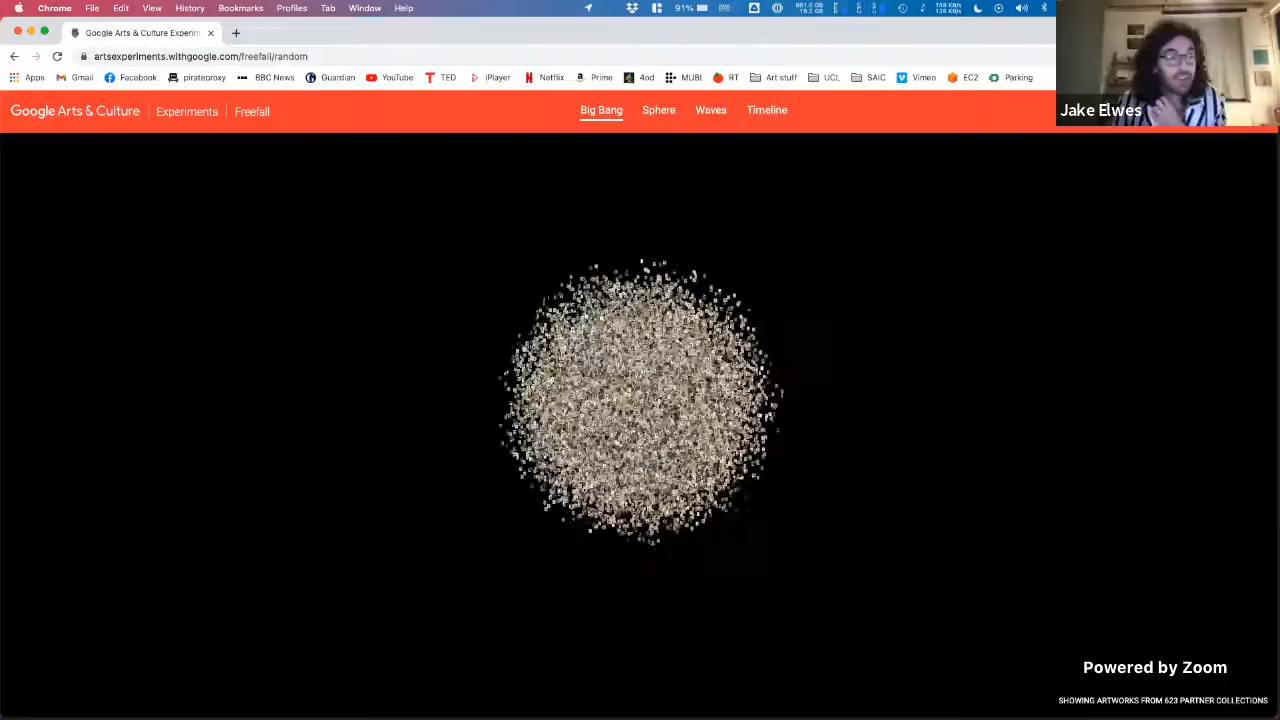 Chrome File Edit View History Bookmarks Profiles Tab Window Help 91%
Google Arts & Culture Experim
artsexperiments.withgoogle.com/freefall/random
Apps Gmail Facebook pirateproxy BBC News Guardian YouTube TED iPlayer Netflix Prime 4od MUBI RT Art stuff UCL SAIC Vimeo EC2 Parking
Google Arts & Culture Experiments Freefall Big Bang Sphere Waves Timeline
Jake Elwes
Powered by Zoom
SHOWING ARTWORKS FROM 623 PARTNER COLLECTIONS